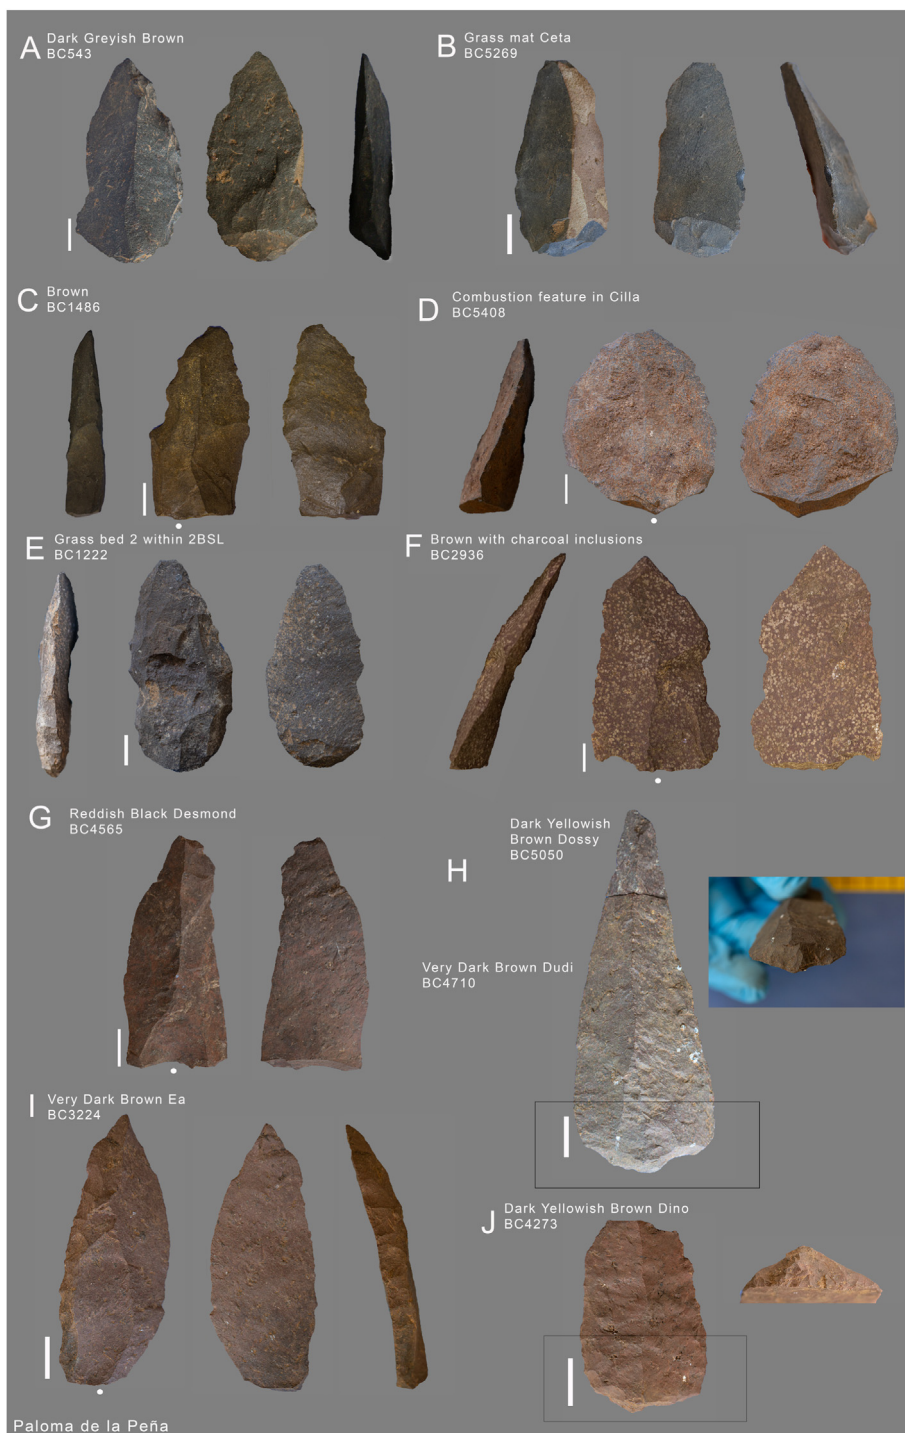 A
Dark Greyish Brown
BC543
B
Grass mat Ceta
BC5269
C
Brown
BC1486
D
Combustion feature in Cilla
BC5408
E
Grass bed 2 within 2BSL
BC1222
F
Brown with charcoal inclusions
BC2936
G
Reddish Black Desmond
BC4565
H
Dark Yellowish
Brown Dossy
BC5050
Very Dark Brown Dudi
BC4710
I
Very Dark Brown Ea
BC3224
J
Dark Yellowish Brown Dino
BC4273
Paloma de la Peña